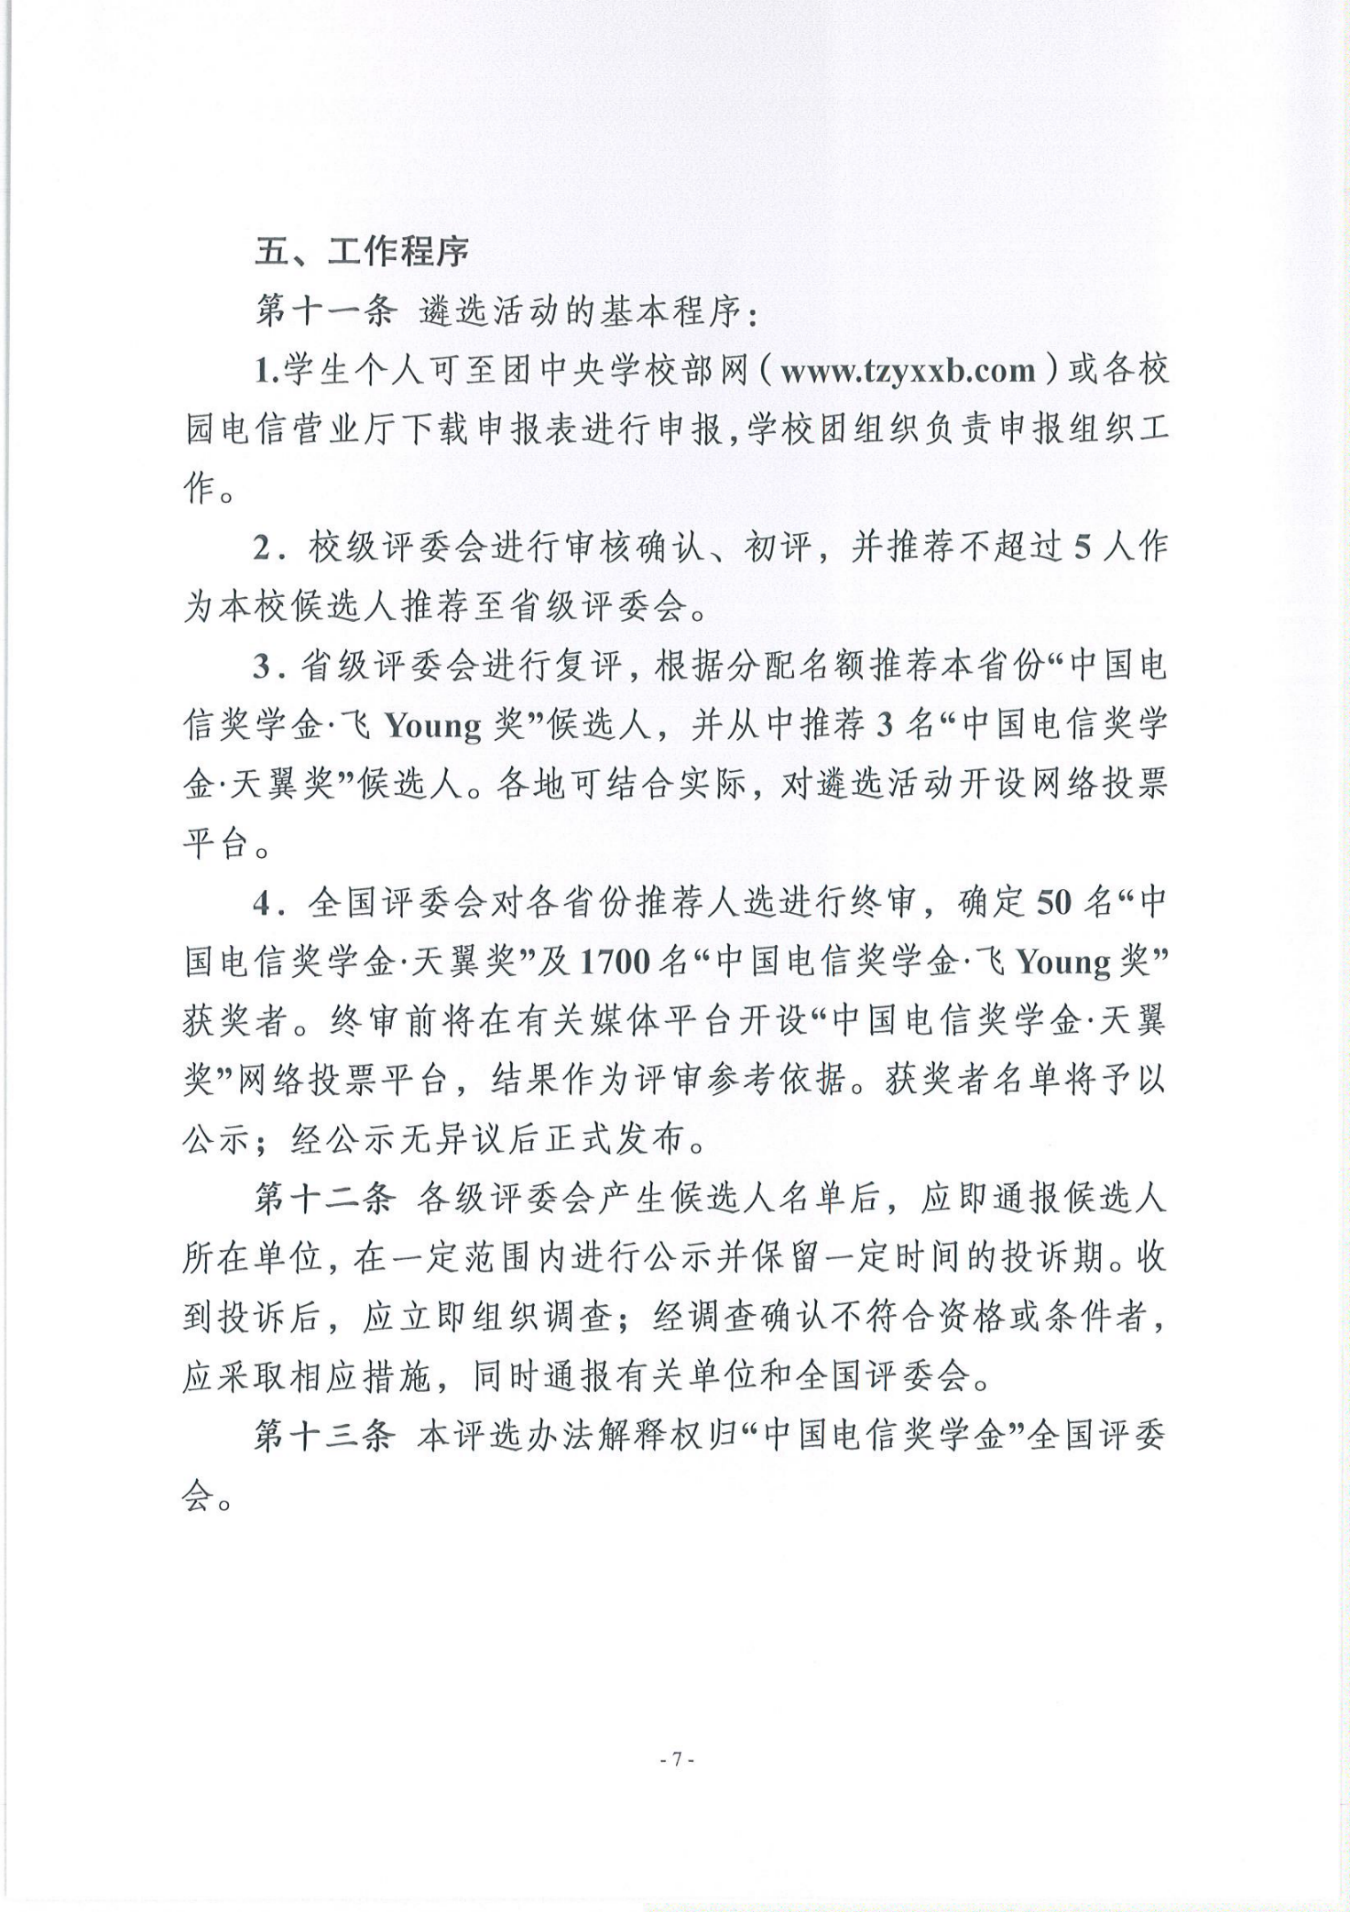 五、工作程序
第十一条 遴选活动的基本程序：
1.学生个人可至团中央学校部网（www.tzyxxb.com）或各校
园电信营业厅下载申报表进行申报，学校团组织负责申报组织工
作。
2．校级评委会进行审核确认、初评，并推荐不超过 5 人作
为本校候选人推荐至省级评委会。
3．省级评委会进行复评，根据分配名额推荐本省份“中国电
信奖学金·飞 Young 奖”候选人，并从中推荐 3 名“中国电信奖学
金·天翼奖”候选人。各地可结合实际，对遴选活动开设网络投票
平台。
4．全国评委会对各省份推荐人选进行终审，确定 50 名“中
国电信奖学金·天翼奖”及 1700 名“中国电信奖学金·飞 Young 奖”
获奖者。终审前将在有关媒体平台开设“中国电信奖学金·天翼
奖”网络投票平台，结果作为评审参考依据。获奖者名单将予以
公示；经公示无异议后正式发布。
第十二条 各级评委会产生候选人名单后，应即通报候选人
所在单位，在一定范围内进行公示并保留一定时间的投诉期。收
到投诉后，应立即组织调查；经调查确认不符合资格或条件者，
应采取相应措施，同时通报有关单位和全国评委会。
第十三条 本评选办法解释权归“中国电信奖学金”全国评委
会。
- 7 -